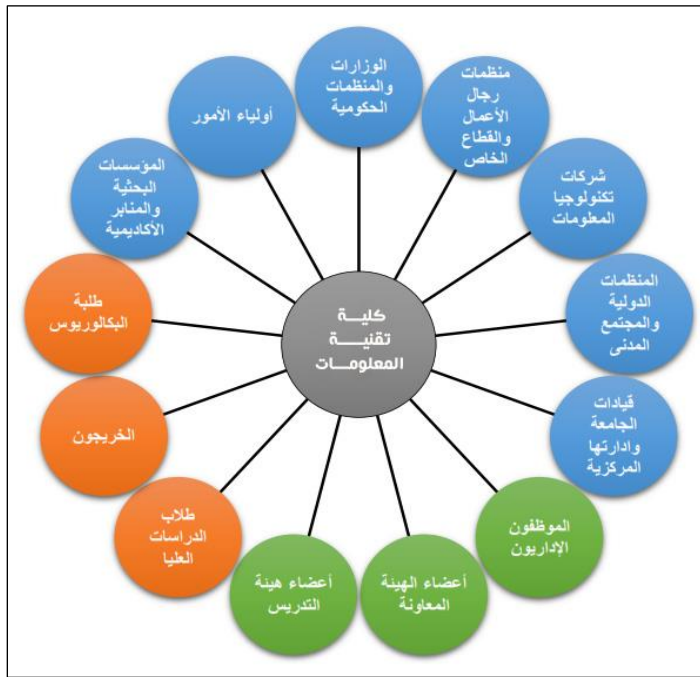 الوزارات
والمنظمات
الحكومية
منظمات
رجال
الأعمال
والقطاع
الخاص
شركات
تكنولوجيا
المعلومات
المنظمات
الدولية
والمجتمع
المدنى
قيادات
الجامعة
وادارتها
المركزية
الموظفون
الإداريون
أعضاء الهيئة
المعاونة
أعضاء هيئة
التدريس
طلاب
الدراسات
العليا
الخريجون
طلبة
البكالوريوس
المؤسسات
البحثية
والمنابر
الأكاديمية
أولياء الأمور
كليـــة
تقنيـــــة
المعلومـــات